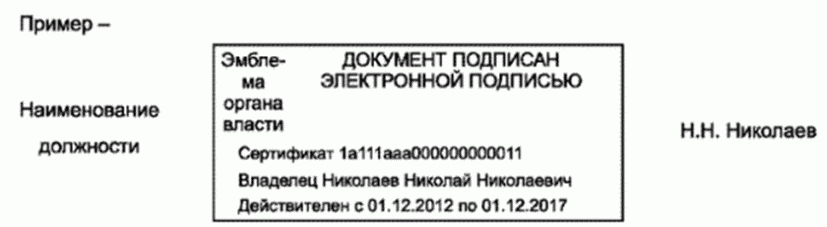 Пример –
Эмбле-
ма
органа
власти
ДОКУМЕНТ ПОДПИСАН
ЭЛЕКТРОННОЙ ПОДПИСЬЮ
Наименование
должности
Сертификат 1а111ааа000000000011
Владелец Николаев Николай Николаевич
Действителен с 01.12.2012 по 01.12.2017
Н.Н. Николаев